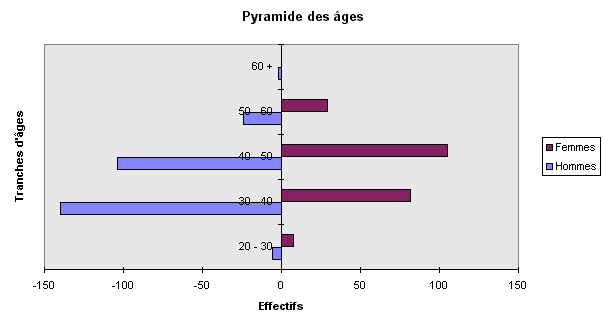 Pyramide des âges
Tranches d'âges
60 +
50 - 60
40 - 50
30 - 40
20 - 30
-150 -100 -50 0 50 100 150
Effectifs
Femmes
Hommes